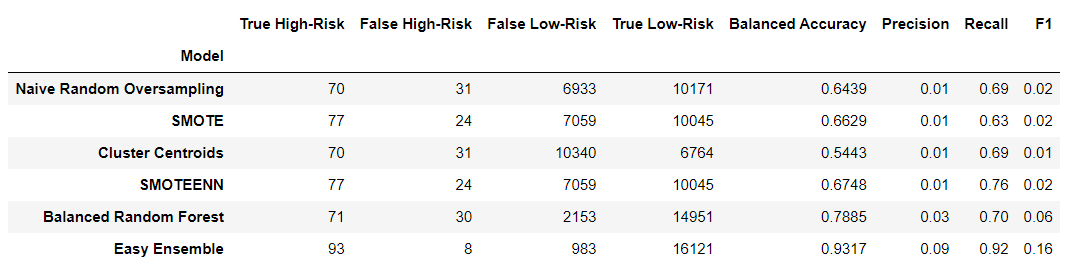 True High-Risk False High-Risk False Low-Risk True Low-Risk Balanced Accuracy Precision Recall F1
Model
Naive Random Oversampling 70 31 6933 10171 0.6439 0.01 0.69 0.02
SMOTE 77 24 7059 10045 0.6629 0.01 0.63 0.02
Cluster Centroids 70 31 10340 6764 0.5443 0.01 0.69 0.01
SMOTEENN 77 24 7059 10045 0.6748 0.01 0.76 0.02
Balanced Random Forest 71 30 2153 14951 0.7885 0.03 0.70 0.06
Easy Ensemble 93 8 983 16121 0.9317 0.09 0.92 0.16